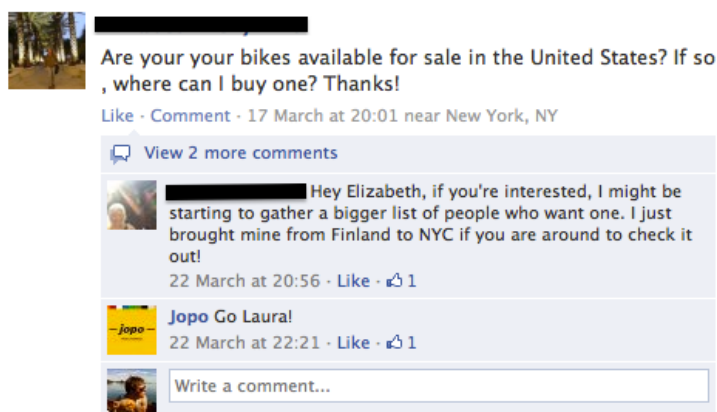 Are your your bikes available for sale in the United States? If so
, where can I buy one? Thanks!
Like · Comment · 17 March at 20:01 near New York, NY
View 2 more comments
Hey Elizabeth, if you're interested, I might be
starting to gather a bigger list of people who want one. I just
brought mine from Finland to NYC if you are around to check it
out!
22 March at 20:56 · Like · 1
Jopo Go Laura!
-jopo-
22 March at 22:21 · Like · 1
Write a comment...